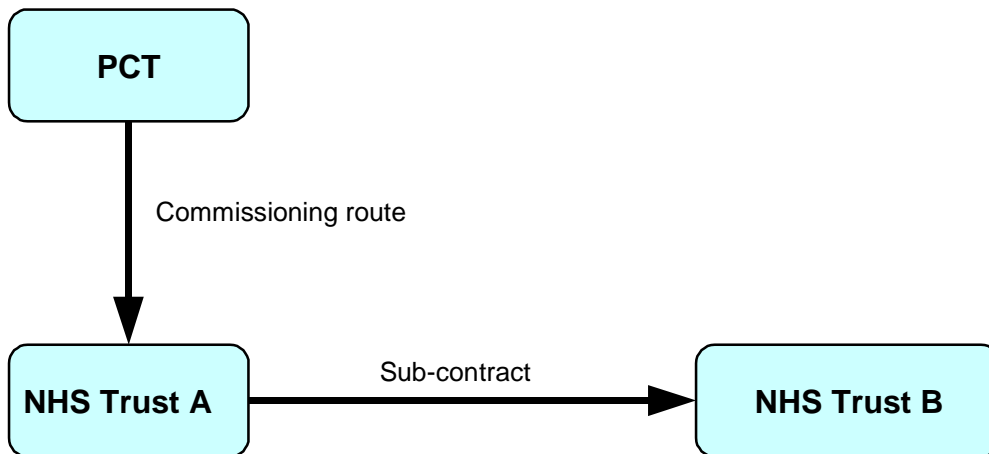 PCT
Commissioning route
Sub-contract
NHS Trust A
NHS Trust B